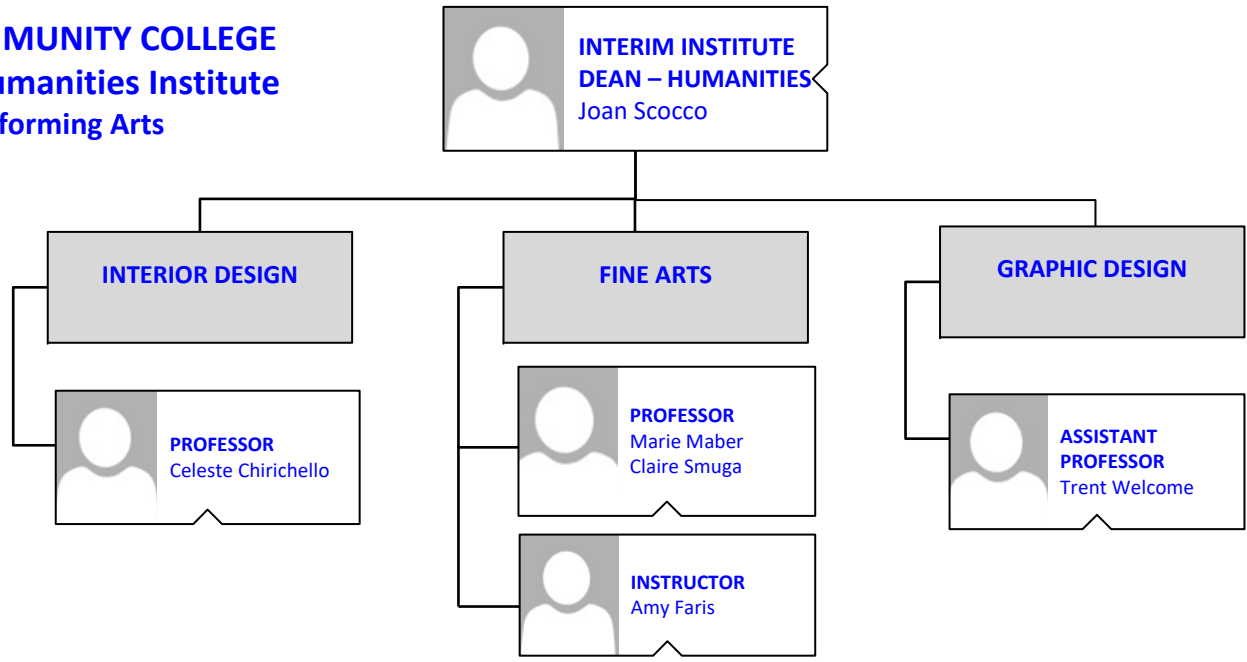 MUNITY COLLEGE
umanities Institute
forming Arts
INTERIM INSTITUTE
DEAN – HUMANITIES
Joan Scocco
INTERIOR DESIGN
PROFESSOR
Celeste Chirichello
FINE ARTS
PROFESSOR
Marie Maber
Claire Smuga
INSTRUCTOR
Amy Faris
GRAPHIC DESIGN
ASSISTANT
PROFESSOR
Trent Welcome